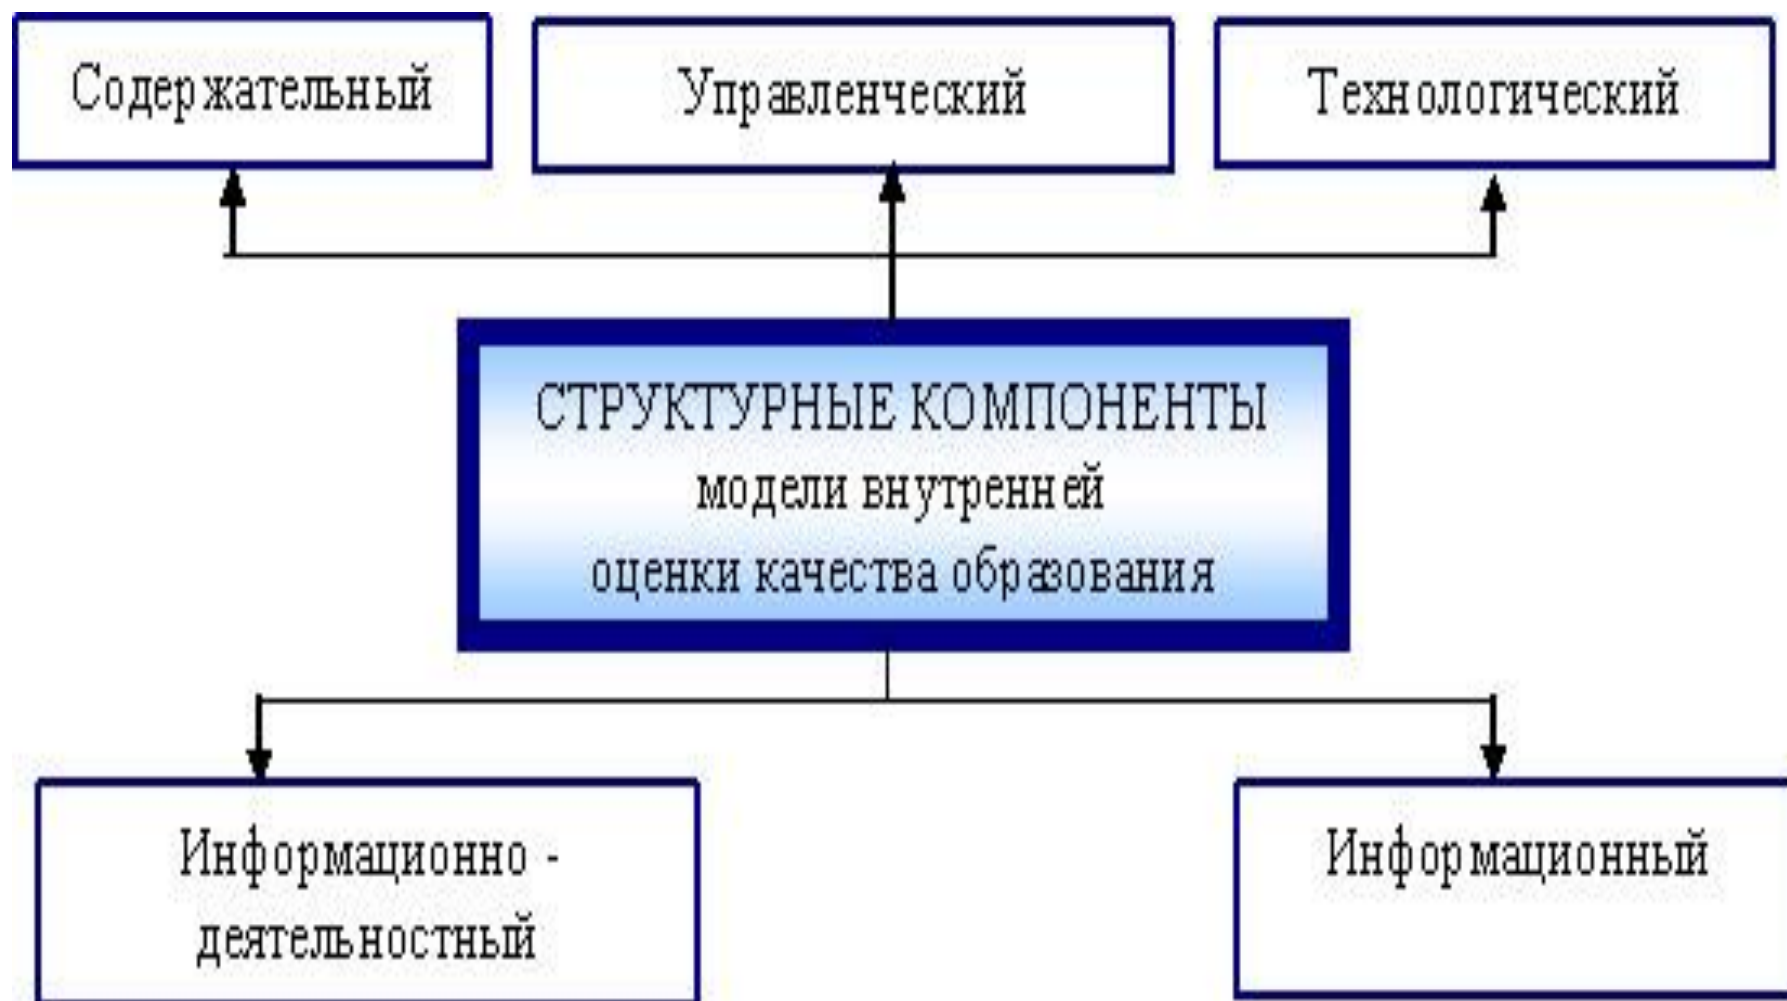 Содержательный
Управленческий
Технологический
СТРУКТУРНЫЕ КОМПОНЕНТЫ
модели внутренней
оценки качества образования
Информационно -
деятельностный
Информационный